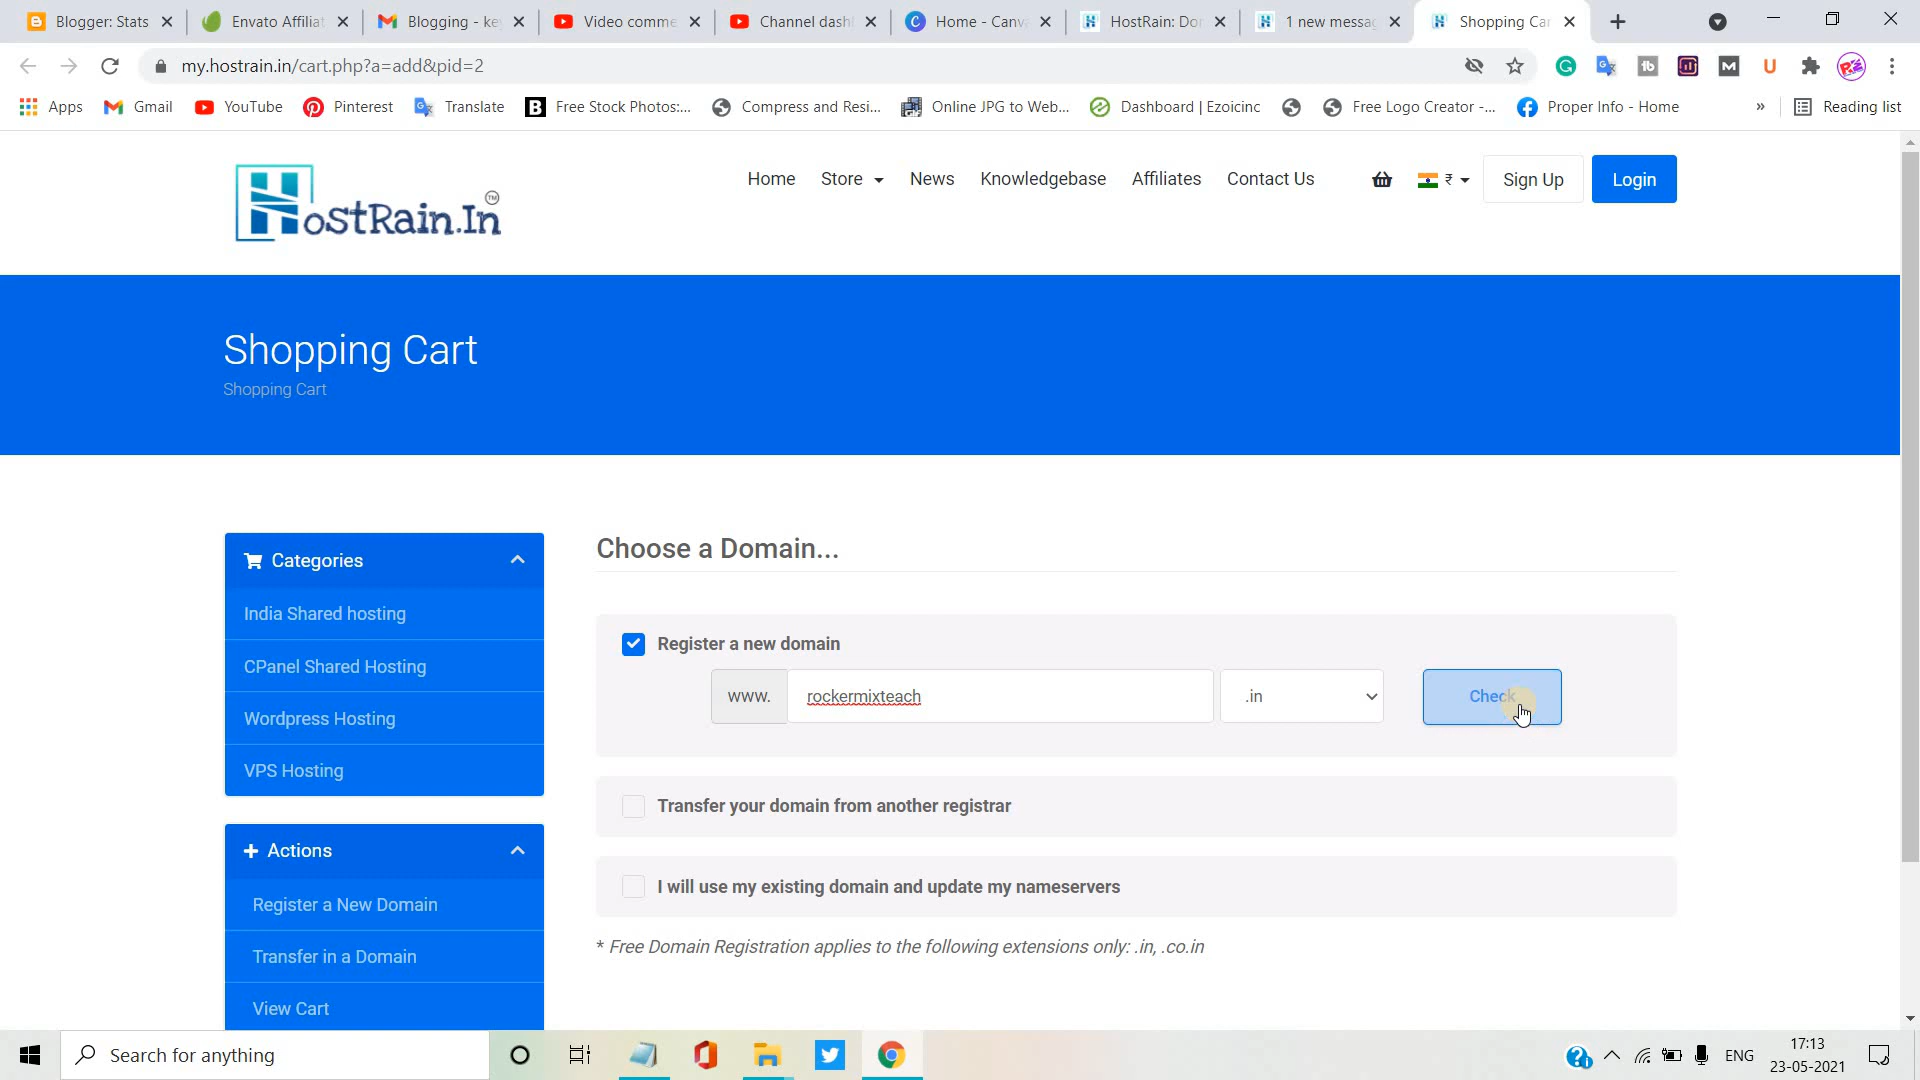 Blogger: Stats
Envato Affiliat
Gmail Blogging - ke
Video comme
Channel dash
Home - Canv
HostRain: Do
1 new messag
Shopping Ca
my.hostrain.in/cart.php?a=add&pid=2
Apps
Gmail
YouTube
Pinterest
Translate
Free Stock Photos:...
Compress and Resi...
Online JPG to Web...
Dashboard | Ezoicinc
Free Logo Creator -...
Proper Info - Home
»
Reading list
HostRain.In
TM
Home
Store
News
Knowledgebase
Affiliates
Contact Us
₹
Sign Up
Login
Shopping Cart
Shopping Cart
Categories
India Shared hosting
CPanel Shared Hosting
Wordpress Hosting
VPS Hosting
Actions
Register a New Domain
Transfer in a Domain
View Cart
Choose a Domain...
Register a new domain
www.
rockermixteach
.in
Check
Transfer your domain from another registrar
I will use my existing domain and update my nameservers
* Free Domain Registration applies to the following extensions only: .in, .co.in
Search for anything
ENG
17:13
23-05-2021